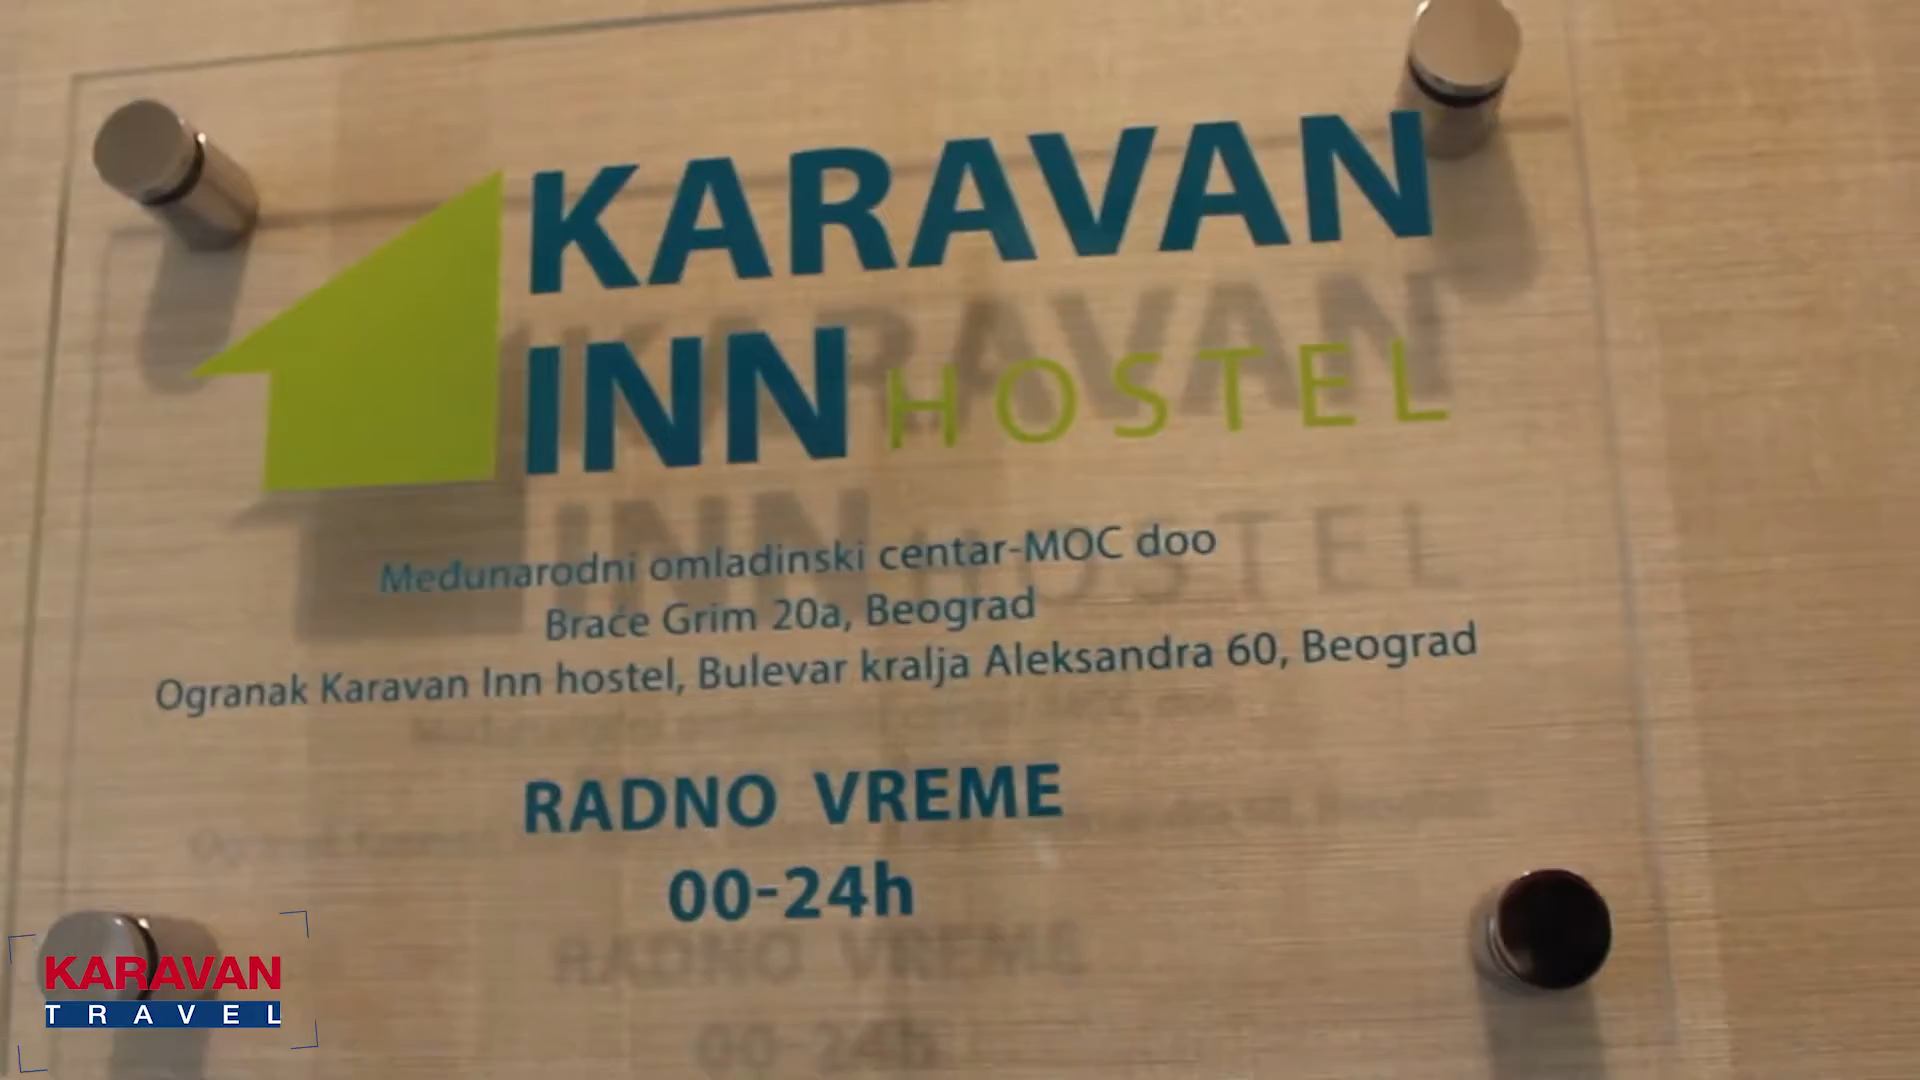 KARAVAN
INN HOSTEL
Međunarodni omladinski centar-MOC doo
Braće Grim 20a, Beograd
Ogranak Karavan Inn hostel, Bulevar kralja Aleksandra 60, Beograd
RADNO VREME
00-24h
KARAVAN
TRAVEL